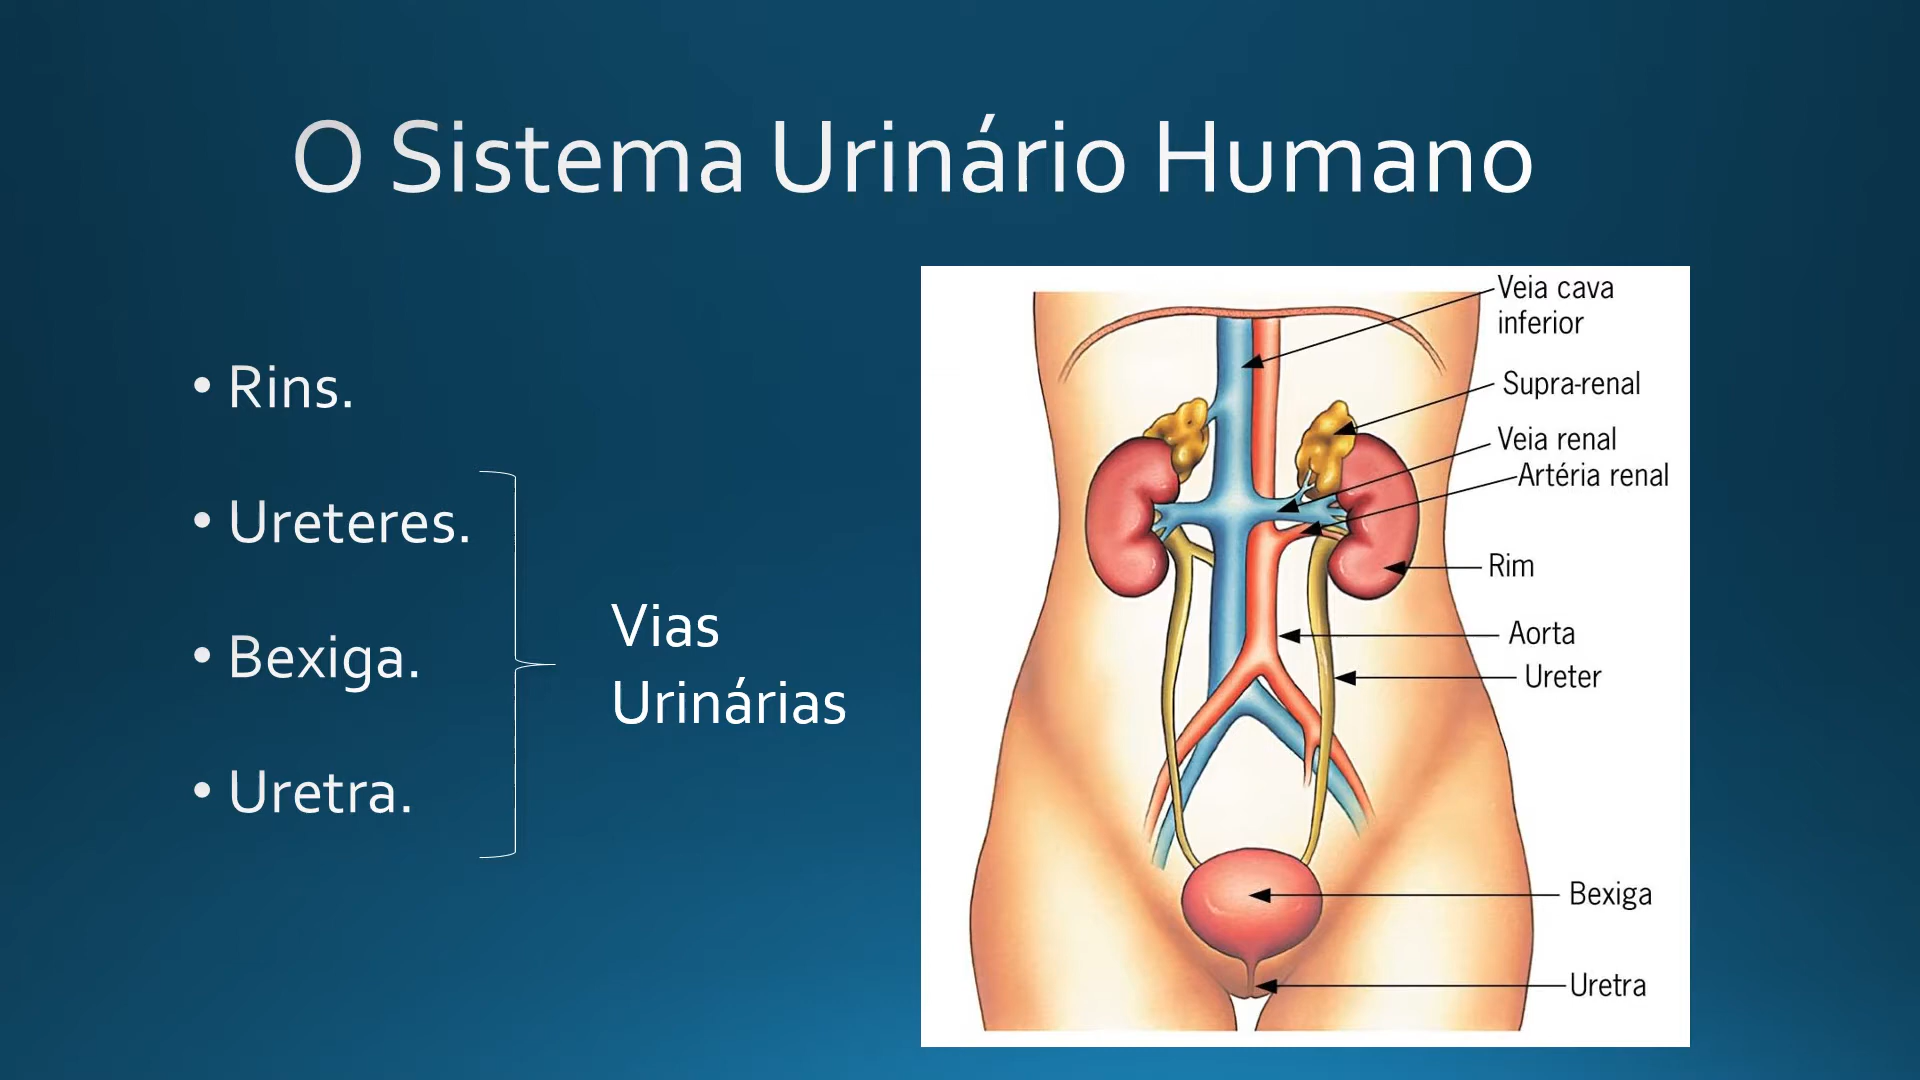 O Sistema Urinário Humano
• Rins.
• Ureteres.
• Bexiga.
• Uretra.
Vias
Urinárias
Veia cava
inferior
Supra-renal
Veia renal
Artéria renal
Rim
Aorta
Ureter
Bexiga
Uretra